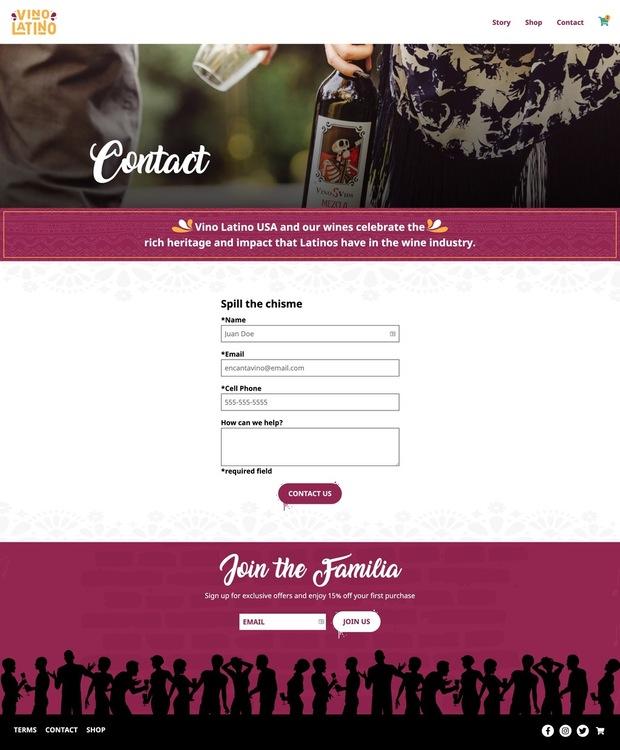 VINO
LATINO
Story Shop Contact
Contact
VINO VIDA
MEZCLA
Vino Latino USA and our wines celebrate the
rich heritage and impact that Latinos have in the wine industry.
Spill the chisme
*Name
Juan Doe
*Email
encantavino@email.com
*Cell Phone
555-555-5555
How can we help?
*required field
CONTACT US
Join the Familia
Sign up for exclusive offers and enjoy 15% off your first purchase
EMAIL
JOIN US
TERMS CONTACT SHOP